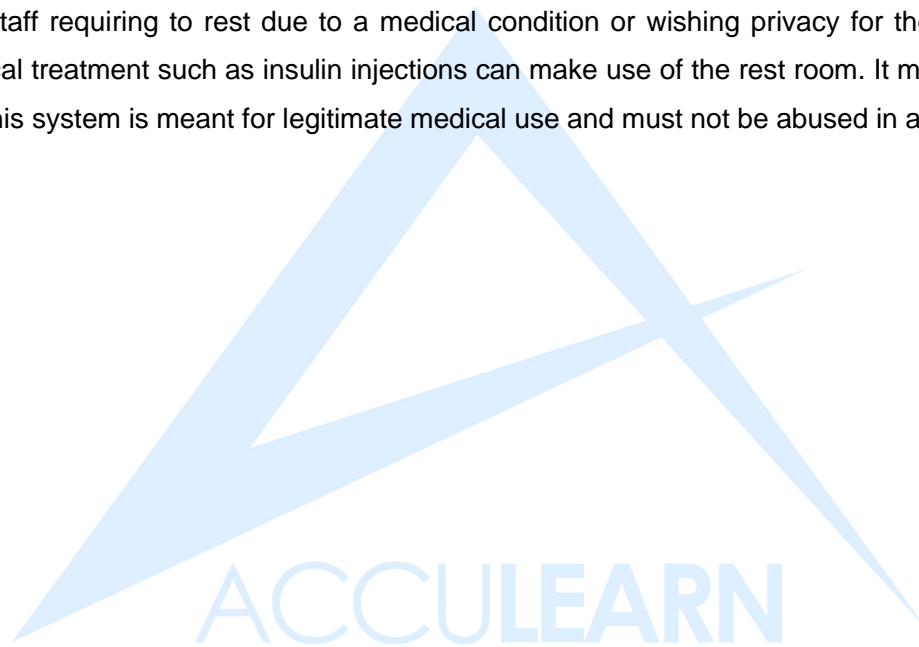 taff requiring to rest due to a medical condition or wishing privacy for the
cal treatment such as insulin injections can make use of the rest room. It m
his system is meant for legitimate medical use and must not be abused in a
ACCULEARN